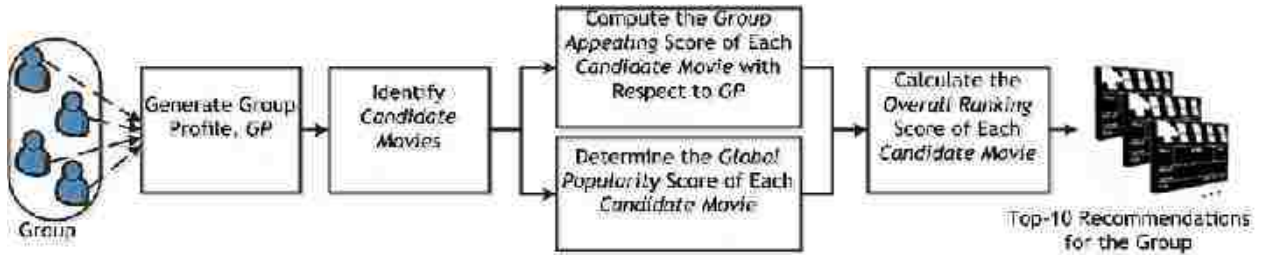 Group
Generate Group
Profile, GP
Identify
Candidate
Movies
Compute the Group
Appealing Score of Each
Candidate Movie with
Respect to GP
Determine the Global
Popularity Score of Each
Candidate Movie
Calculate the
Overall Ranking
Score of Each
Candidate Movie
...
Top-10 Recommendations
for the Group